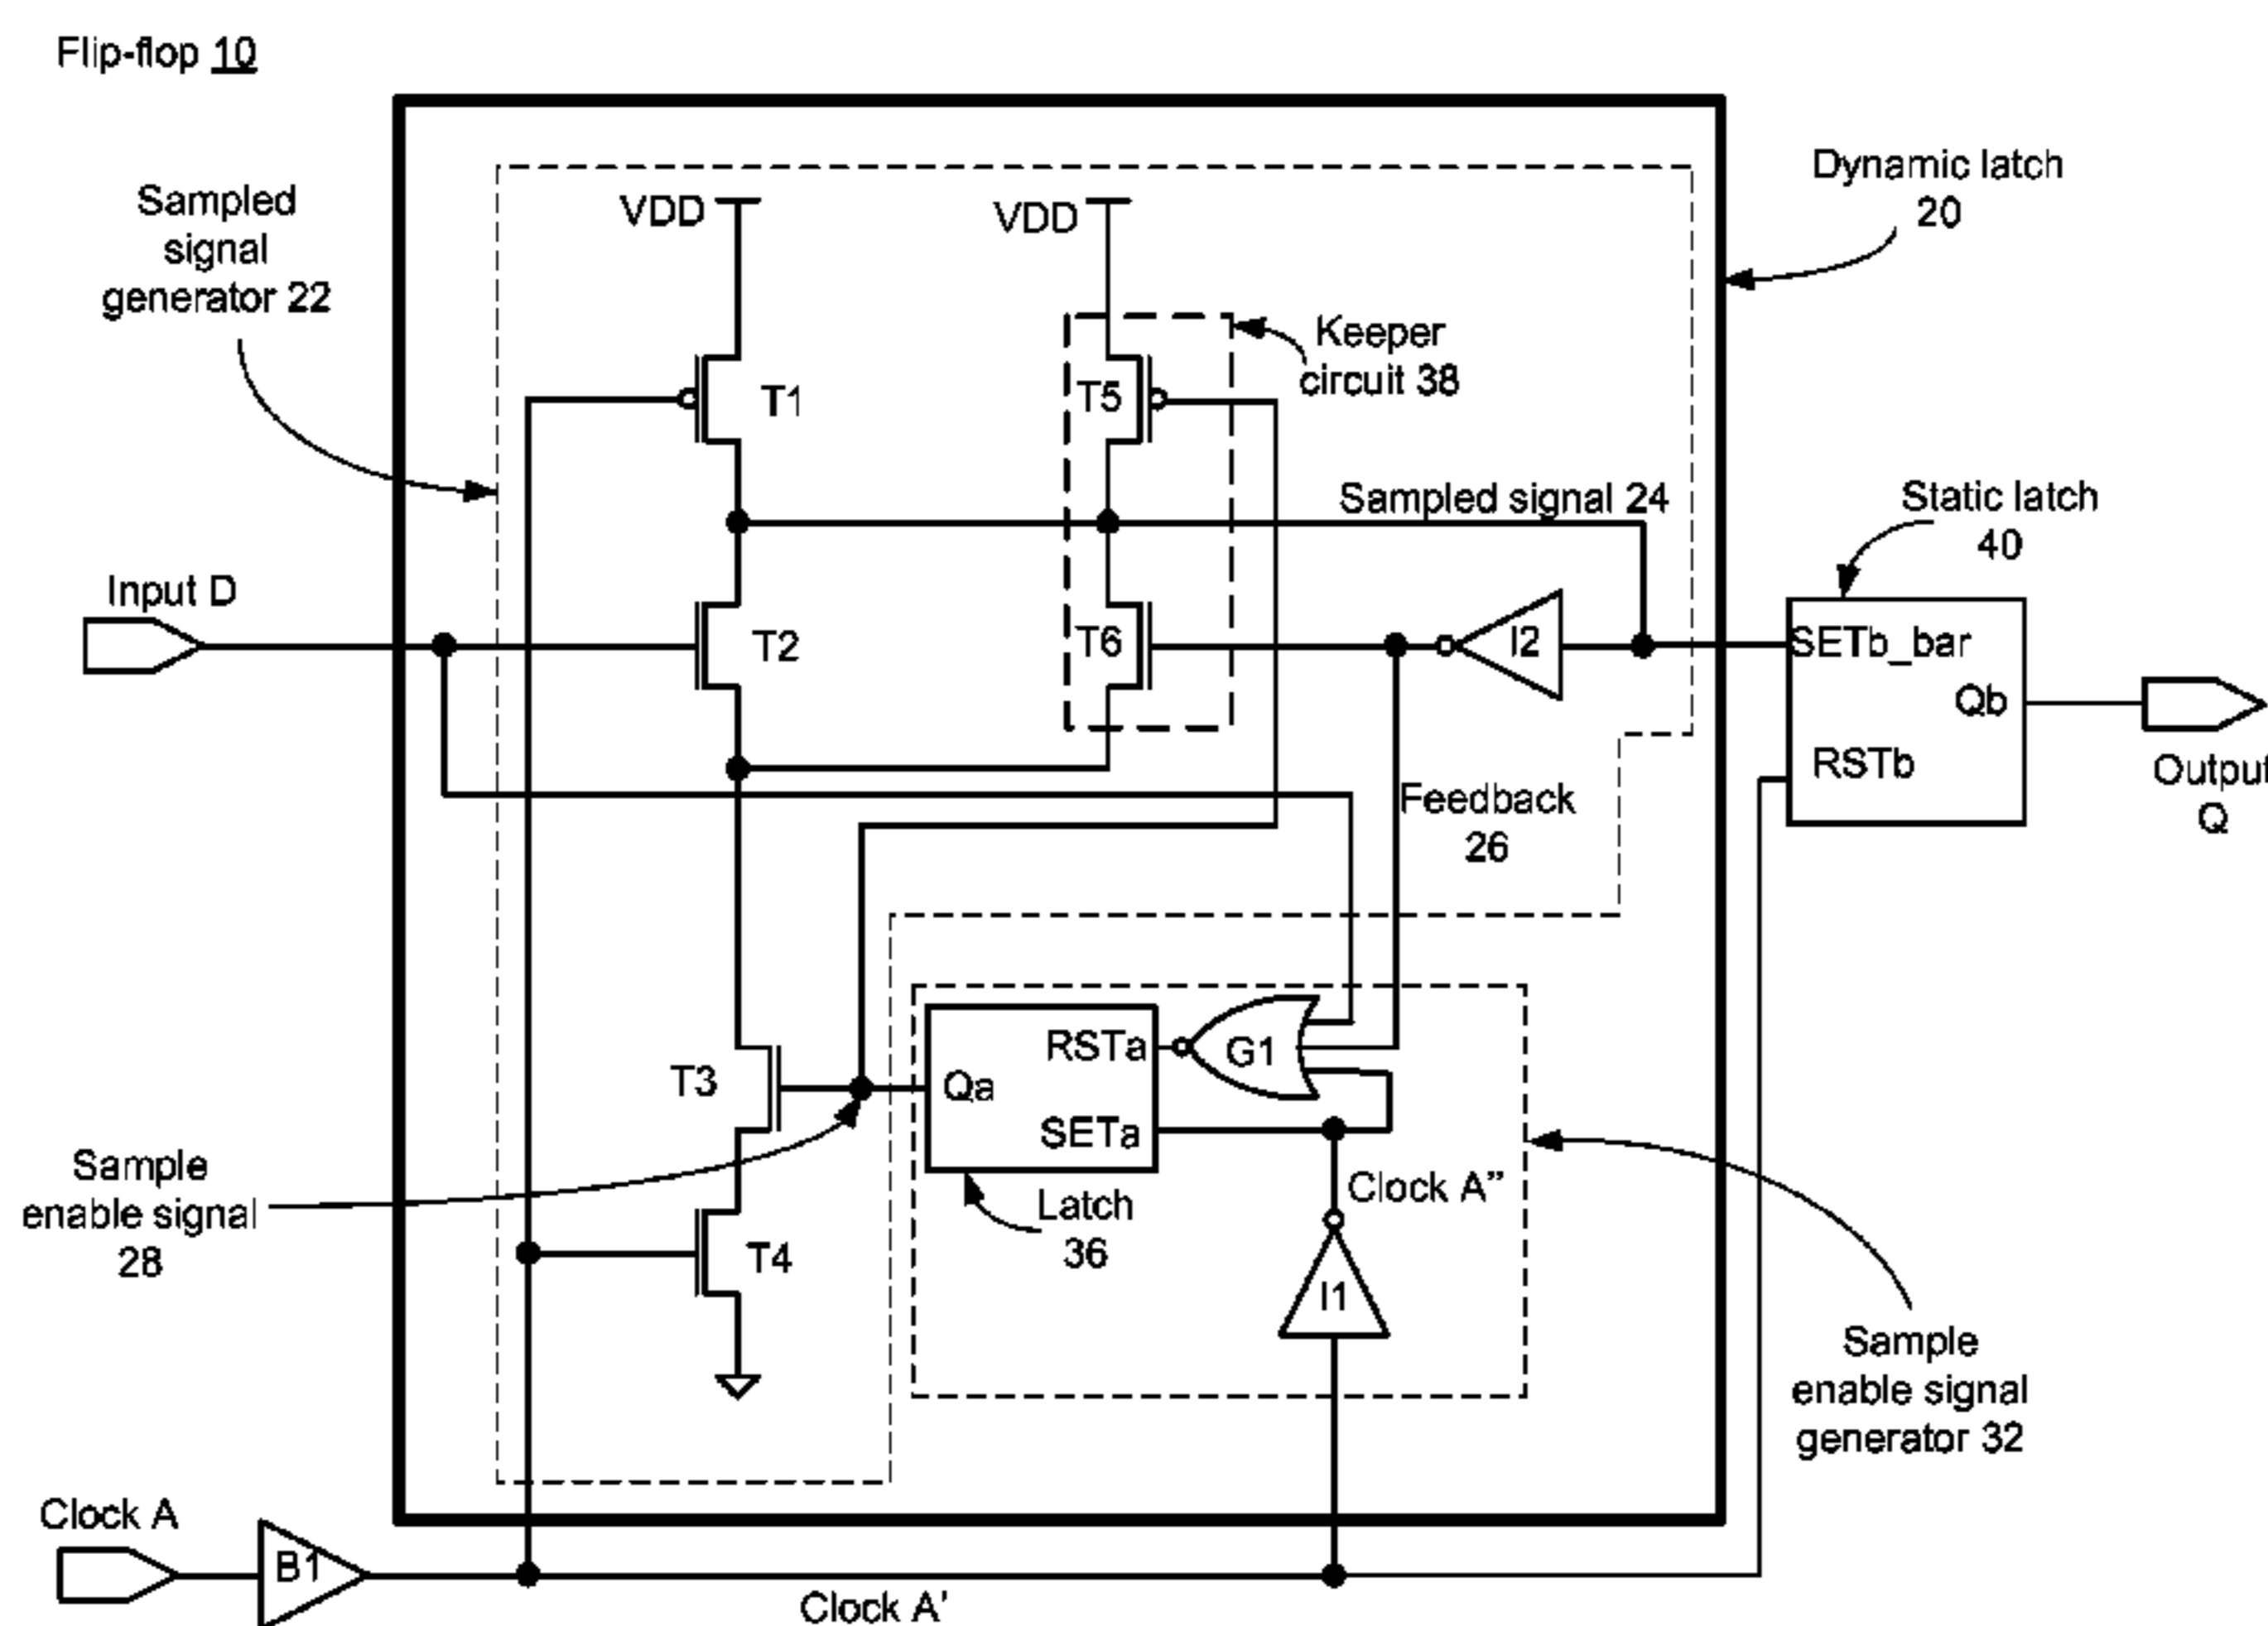 Flip-flop 10
Sampled
signal
generator 22
VDD
VDD
Dynamic latch
20
Keeper
circuit 38
T1
T5
Sampled signal 24
Static latch
40
Input D
T2
T6
I2
SETb_bar
Qb
RSTb
Output
Q
Feedback
26
T3
Qa
RSTa
G1
SETa
Sample
enable signal
28
Latch
36
Clock A”
T4
I1
Sample
enable signal
generator 32
Clock A
B1
Clock A'